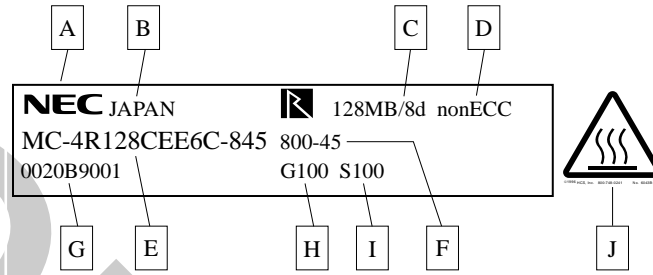 A B C D
NEC JAPAN 128MB/8d nonECC
MC-4R128CEE6C-845 800-45
0020B9001 G100 S100
G E H I F J